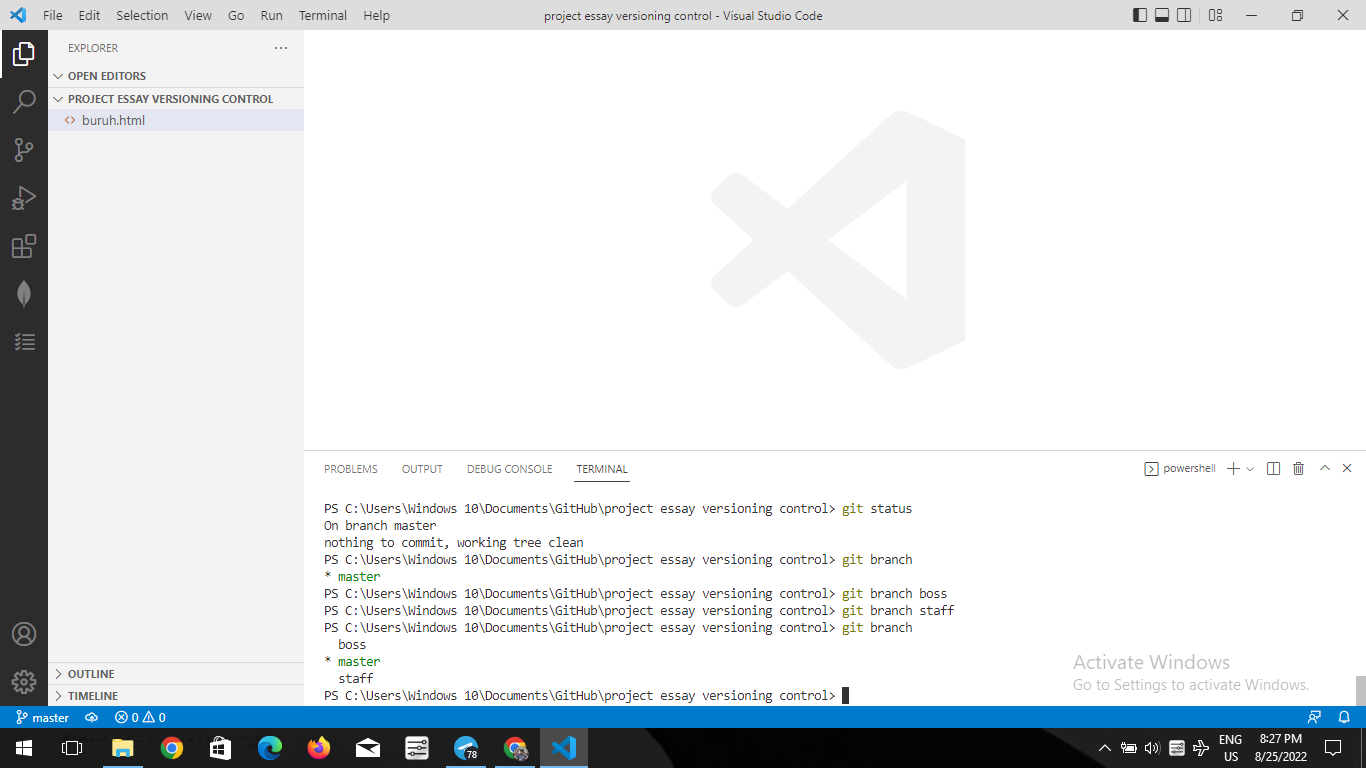 File Edit Selection View Go Run Terminal Help
project essay versioning control - Visual Studio Code
EXPLORER
OPEN EDITORS
PROJECT ESSAY VERSIONING CONTROL
<> buruh.html
PROBLEMS OUTPUT DEBUG CONSOLE TERMINAL
powershell
PS C:\Users\Windows 10\Documents\GitHub\project essay versioning control> git status
On branch master
nothing to commit, working tree clean
PS C:\Users\Windows 10\Documents\GitHub\project essay versioning control> git branch
* master
PS C:\Users\Windows 10\Documents\GitHub\project essay versioning control> git branch boss
PS C:\Users\Windows 10\Documents\GitHub\project essay versioning control> git branch staff
PS C:\Users\Windows 10\Documents\GitHub\project essay versioning control> git branch
boss
* master
staff
PS C:\Users\Windows 10\Documents\GitHub\project essay versioning control>
Activate Windows
Go to Settings to activate Windows.
OUTLINE
TIMELINE
master 0 0
78
ENG
US
8:27 PM
8/25/2022